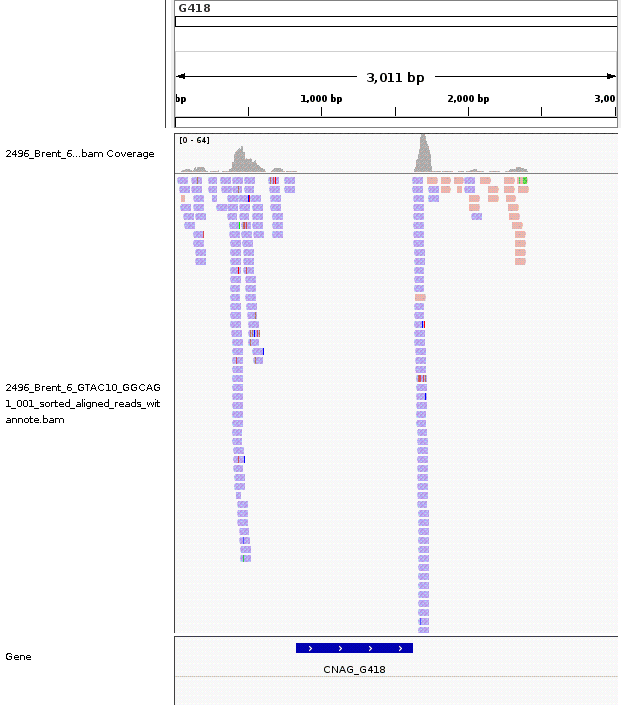 G418
3,011 bp
bp 1,000 bp 2,000 bp 3,00
[0 - 64]
2496_Brent_6...bam Coverage
2496_Brent_6_GTAC10_GGCAG
1_001_sorted_aligned_reads_wit
annote.bam
Gene
CNAG_G418